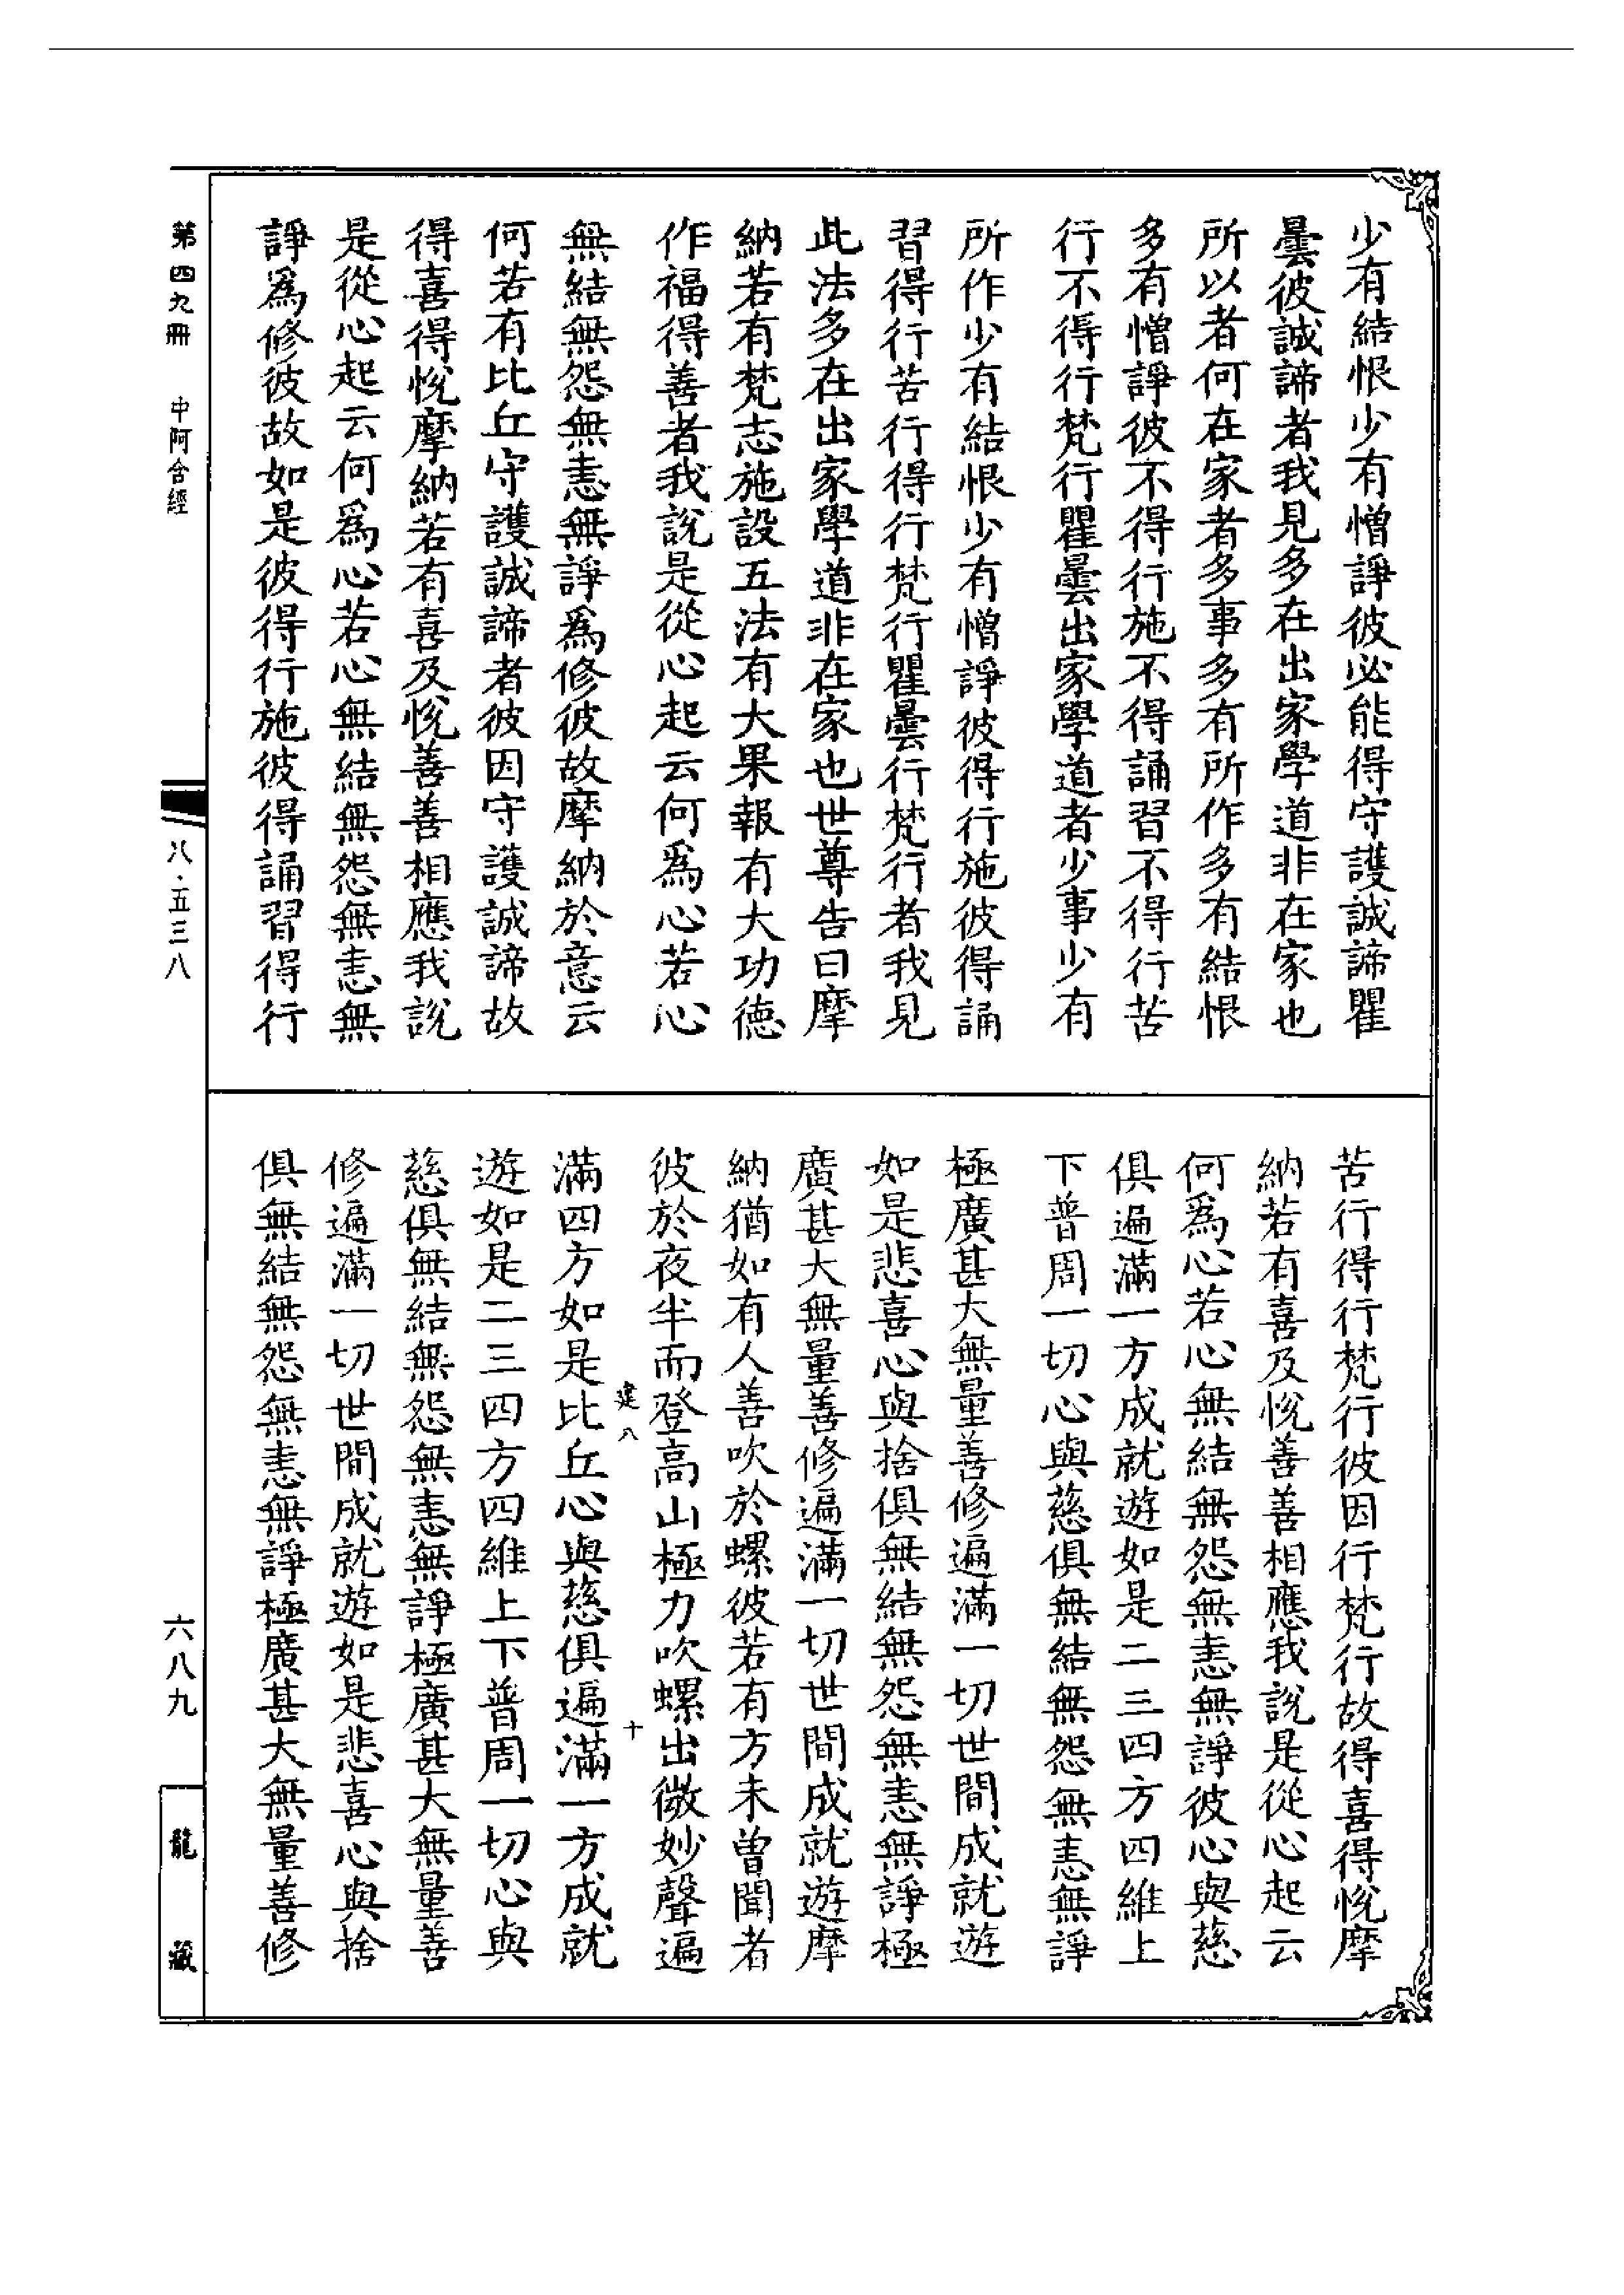 少有結恨少有憎諍彼必能得守護誠諦瞿
曇彼誠諦者我見多在出家學道非在家也
所以者何在家者多事多有所作多有結恨
多有憎諍彼不得行施不得誦習不得行苦
行不得行梵行瞿曇出家學道者少事少有
所作少有結恨少有憎諍彼得行施彼得誦
習得行苦行得行梵行瞿曇行梵行者我見
此法多在出家學道非在家也世尊告曰摩
納若有梵志施設五法有大果報有大功德
作福得善者我說是從心起云何爲心若心
無結無怨無恚無諍爲修彼故摩納於意云
何若有比丘守護誠諦者彼因守護誠諦故
得喜得悅摩納若有喜及悅善善相應我說
是從心起云何爲心若心無結無怨無恚無
諍爲修彼故如是彼得行施彼得誦習得行
苦行得行梵行彼因行梵行故得喜得悅摩
納若有喜及悅善善相應我說是從心起云
何爲心若心無結無怨無恚無諍彼心與慈
俱遍滿一方成就遊如是二三四方四維上
下普周一切心與慈俱無結無怨無恚無諍
極廣甚大無量善修遍滿一切世間成就遊
如是悲喜心與捨俱無結無怨無恚無諍極
廣甚大無量善修遍滿一切世間成就遊摩
納猶如有人善吹於螺彼若有方未曾聞者
彼於夜半而登高山極力吹螺出微妙聲遍
建八 十
滿四方如是比丘心與慈俱遍滿一方成就
遊如是二三四方四維上下普周一切心與
慈俱無結無怨無恚無諍極廣甚大無量善
修遍滿一切世間成就遊如是悲喜心與捨
俱無結無怨無恚無諍極廣甚大無量善修
第四九冊 中阿含經
八·五三八
六八九
龍藏